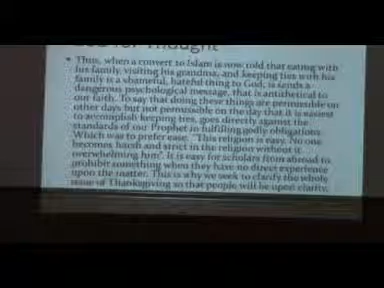 Food for Thought
• Thus, when a convert to Islam is now told that eating with
his family, visiting his grandma, and keeping ties with his
family is a shameful, hateful thing to God, is sends a
dangerous psychological message, that is antithetical to
our faith. To say that doing these things are permissible on
other days but not permissible on the day that it is easiest
to accomplish keeping ties, goes directly against the
standards of our Prophet in fulfilling godly obligations.
Which was to prefer ease. "This religion is easy. No one
becomes harsh and strict in the religion without it
overwhelming him". It is easy for scholars from abroad to
prohibit something when they have no direct experience
upon the matter. This is why we seek to clarify the whole
issue of Thanksgiving so that people will be upon clarity,